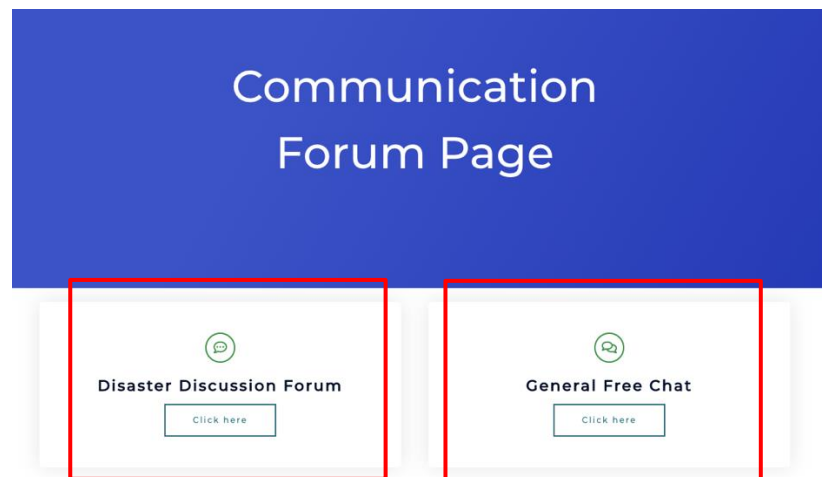 Communication
Forum Page
Disaster Discussion Forum
Click here
General Free Chat
Click here